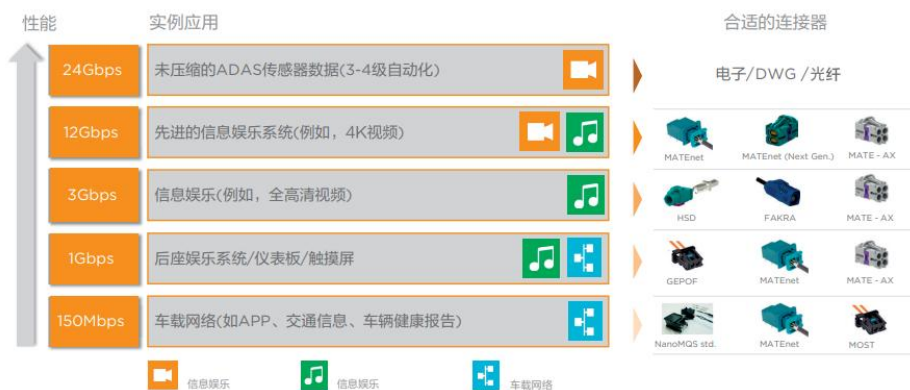 性能
实例应用
合适的连接器
24Gbps
未压缩的ADAS传感器数据(3-4级自动化)
电子/DWG /光纤
12Gbps
先进的信息娱乐系统(例如，4K视频)
MATEnet
MATEnet (Next Gen.)
MATE - AX
3Gbps
信息娱乐(例如，全高清视频)
HSD
FAKRA
MATE - AX
1Gbps
后座娱乐系统/仪表板/触摸屏
GEPOF
MATEnet
MATE - AX
150Mbps
车载网络(如APP、交通信息、车辆健康报告)
NanoMQS std.
MATEnet
MOST
信息娱乐
信息娱乐
车载网络